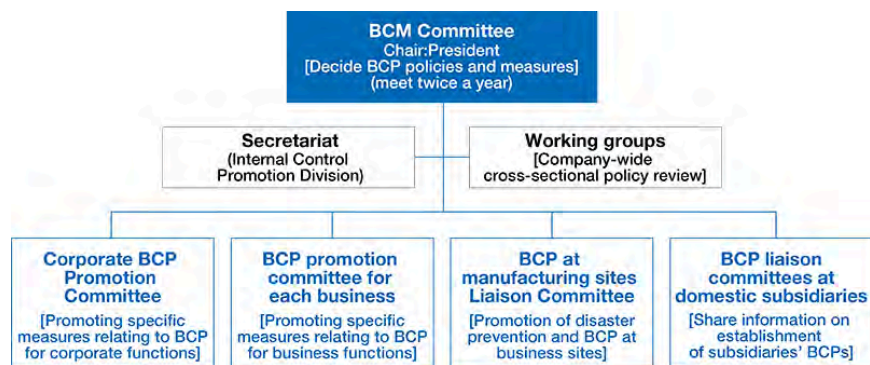 BCM Committee
Chair:President
[Decide BCP policies and measures]
(meet twice a year)
Secretariat
(Internal Control
Promotion Division)
Working groups
[Company-wide
cross-sectional policy review]
Corporate BCP
Promotion
Committee
[Promoting specific
measures relating to BCP
for corporate functions]
BCP promotion
committee for
each business
[Promoting specific
measures relating to BCP
for business functions]
BCP at
manufacturing sites
Liaison Committee
[Promotion of disaster
prevention and BCP at
business sites]
BCP liaison
committees at
domestic subsidiaries
[Share information on
establishment
of subsidiaries' BCPs]